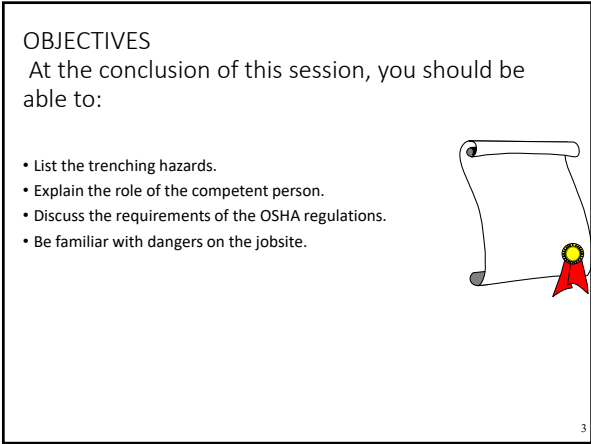 OBJECTIVES
At the conclusion of this session, you should be
able to:
• List the trenching hazards.
• Explain the role of the competent person.
• Discuss the requirements of the OSHA regulations.
• Be familiar with dangers on the jobsite.
3